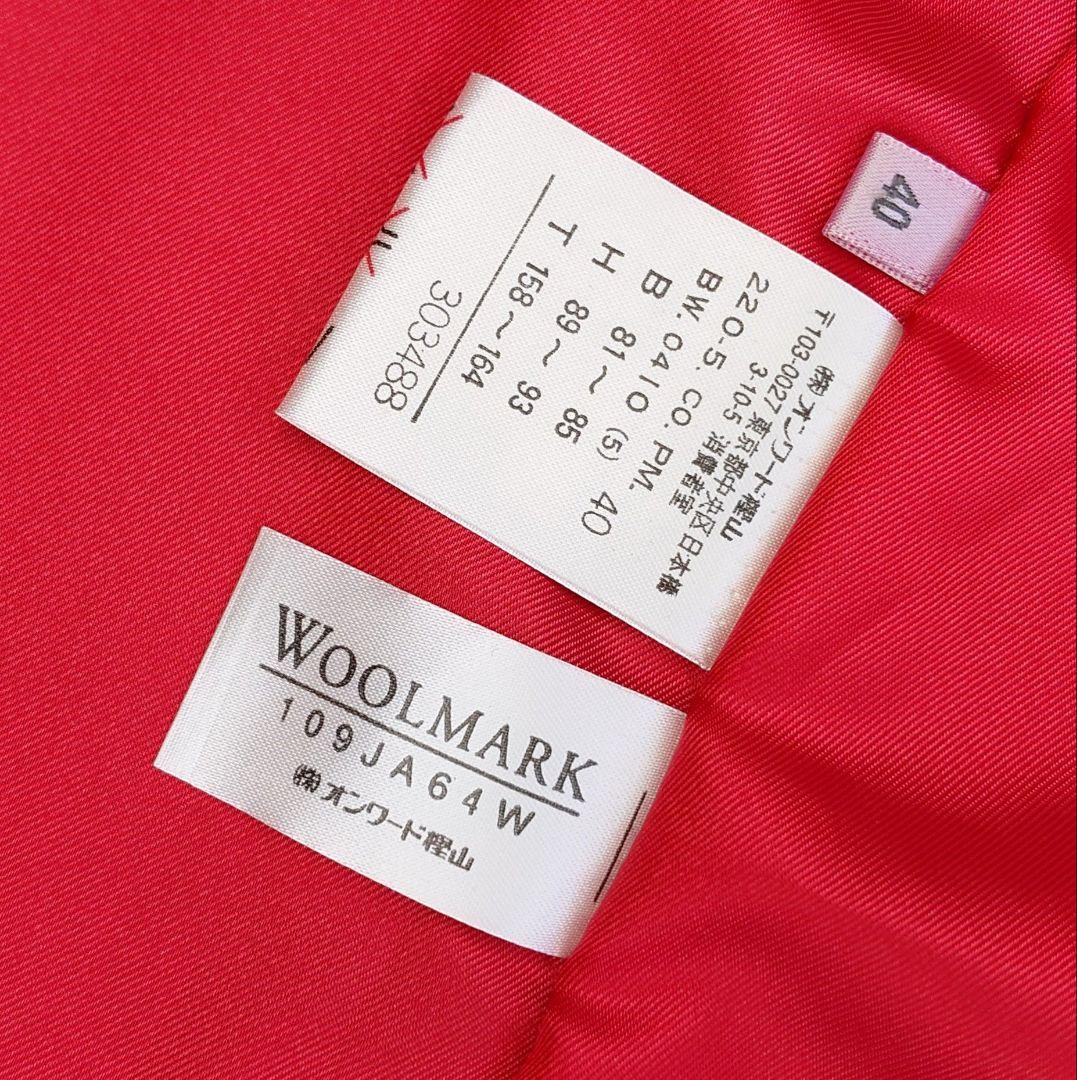 40
㈱ オンワード樫山
〒103-0027 東京都中央区日本橋
3-10-5 消費者室
220-5. CO. PM.
BW. 0410 (5) 40
B 81～ 85
H 89～ 93
T 158～164
303488
WOOLMARK
109JA64W
㈱オンワード樫山